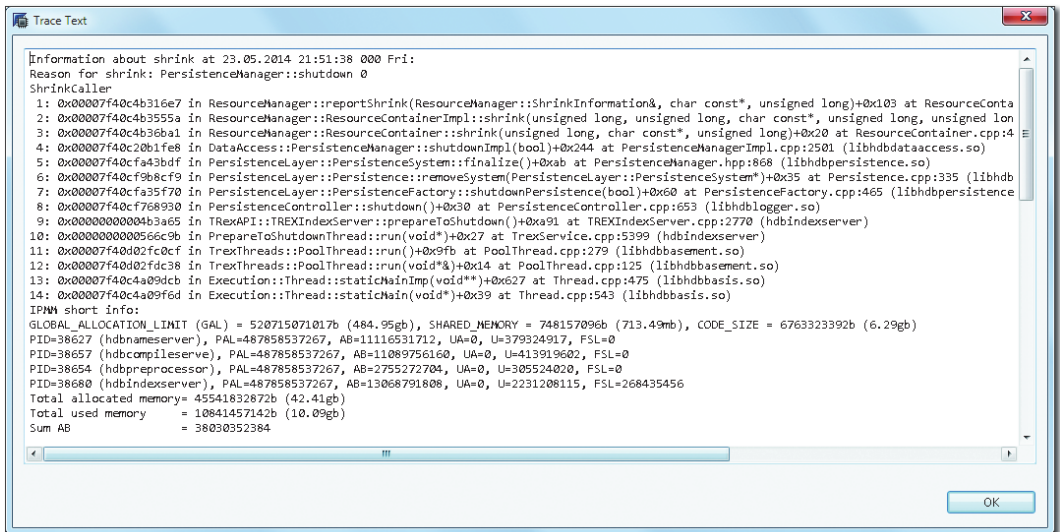 Trace Text
Information about shrink at 23.05.2014 21:51:38 000 Fri:
Reason for shrink: PersistenceManager::shutdown 0
ShrinkCaller
1: 0x00007f40c4b316e7 in ResourceManager::reportShrink(ResourceManager::ShrinkInformation&, char const*, unsigned long)+0x103 at ResourceConta
2: 0x00007f40c4b3555a in ResourceManager::ResourceContainerImpl::shrink(unsigned long, unsigned long, char const*, unsigned long, unsigned lon
3: 0x00007f40c4b36ba1 in ResourceManager::ResourceContainer::shrink(unsigned long, char const*, unsigned long)+0x20 at ResourceContainer.cpp:4
4: 0x00007f40c20b1fe8 in DataAccess::PersistenceManager::shutdownImpl(bool)+0x244 at PersistenceManagerImpl.cpp:2501 (libhdbdataaccess.so)
5: 0x00007f40cfa43bdf in PersistenceLayer::PersistenceSystem::finalize()+0xab at PersistenceManager.hpp:868 (libhdbpersistence.so)
6: 0x00007f40cf9b8cf9 in PersistenceLayer::Persistence::removeSystem(PersistenceLayer::PersistenceSystem*)+0x35 at Persistence.cpp:335 (libhdb
7: 0x00007f40cfa35f70 in PersistenceLayer::PersistenceFactory::shutdownPersistence(bool)+0x60 at PersistenceFactory.cpp:465 (libhdbpersistence
8: 0x00007f40cf768930 in PersistenceController::shutdown()+0x30 at PersistenceController.cpp:653 (libhdblogger.so)
9: 0x00000000004b3a65 in TRexAPI::TREXIndexServer::prepareToShutdown()+0xa91 at TREXIndexServer.cpp:2770 (hdbindexserver)
10: 0x0000000000566c9b in PrepareToShutdownThread::run(void*)+0x27 at TrexService.cpp:5399 (hdbindexserver)
11: 0x00007f40d02fc0cf in TrexThreads::PoolThread::run()+0x9fb at PoolThread.cpp:279 (libhdbbasement.so)
12: 0x00007f40d02fdc38 in TrexThreads::PoolThread::run(void*&)+0x14 at PoolThread.cpp:125 (libhdbbasement.so)
13: 0x00007f40c4a09dcb in Execution::Thread::staticMainImp(void**)+0x627 at Thread.cpp:475 (libhdbbasis.so)
14: 0x00007f40c4a09f6d in Execution::Thread::staticMain(void*)+0x39 at Thread.cpp:543 (libhdbbasis.so)
IPMM short info:
GLOBAL_ALLOCATION_LIMIT (GAL) = 520715071017b (484.95gb), SHARED_MEMORY = 748157096b (713.49mb), CODE_SIZE = 6763323392b (6.29gb)
PID=38627 (hdbnameserver), PAL=487858537267, AB=11116531712, UA=0, U=379324917, FSL=0
PID=38657 (hdbcompileserve), PAL=487858537267, AB=11089756160, UA=0, U=413919602, FSL=0
PID=38654 (hdbpreprocessor), PAL=487858537267, AB=2755272704, UA=0, U=305524020, FSL=0
PID=38680 (hdbindexserver), PAL=487858537267, AB=13068791808, UA=0, U=2231208115, FSL=268435456
Total allocated memory= 45541832872b (42.41gb)
Total used memory = 10841457142b (10.09gb)
Sum AB = 38030352384
OK